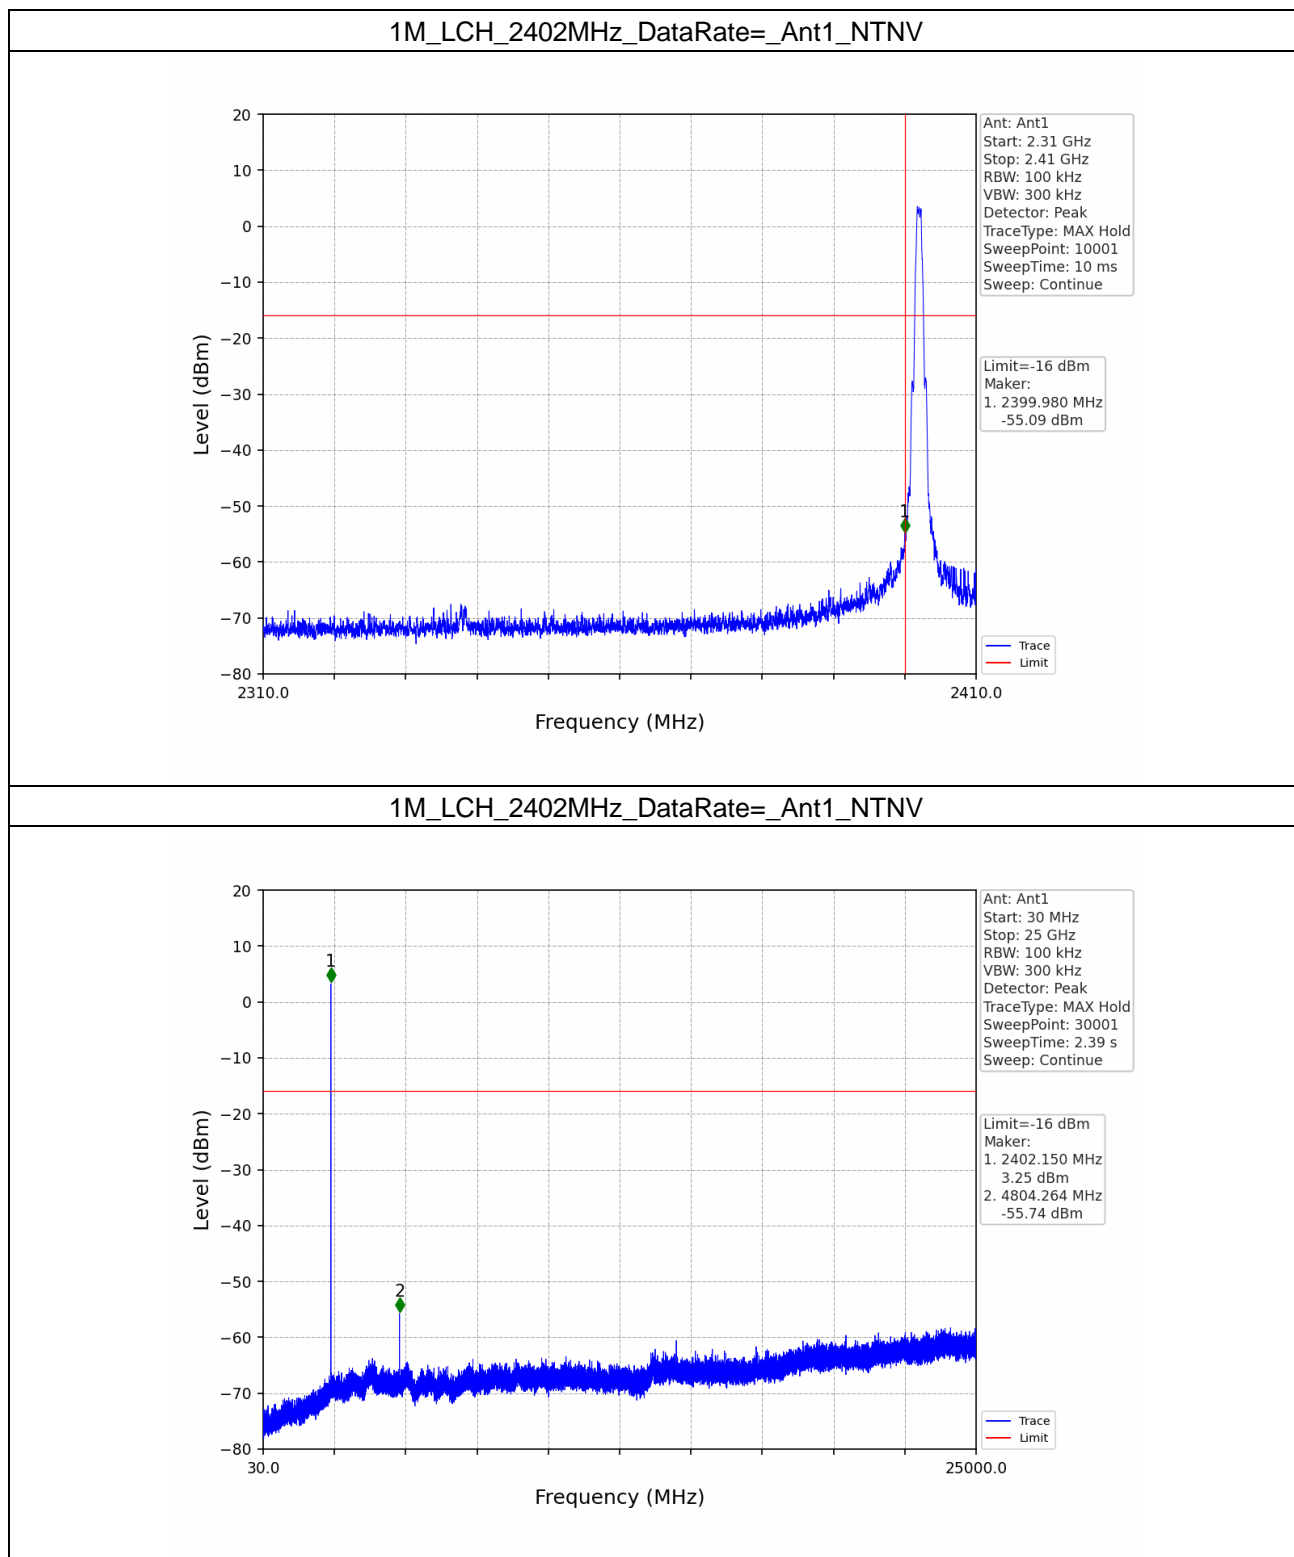 1M_LCH_2402MHz_DataRate=_Ant1_NTNV
20
10
0
−10
−20
−30
−40
−50
−60
−70
−80
Level (dBm)
1
2310.0
2410.0
Frequency (MHz)
Ant: Ant1
Start: 2.31 GHz
Stop: 2.41 GHz
RBW: 100 kHz
VBW: 300 kHz
Detector: Peak
TraceType: MAX Hold
SweepPoint: 10001
SweepTime: 10 ms
Sweep: Continue
Limit=-16 dBm
Maker:
1. 2399.980 MHz
-55.09 dBm
Trace
Limit
1M_LCH_2402MHz_DataRate=_Ant1_NTNV
20
10
0
−10
−20
−30
−40
−50
−60
−70
−80
Level (dBm)
1
2
30.0
25000.0
Frequency (MHz)
Ant: Ant1
Start: 30 MHz
Stop: 25 GHz
RBW: 100 kHz
VBW: 300 kHz
Detector: Peak
TraceType: MAX Hold
SweepPoint: 30001
SweepTime: 2.39 s
Sweep: Continue
Limit=-16 dBm
Maker:
1. 2402.150 MHz
3.25 dBm
2. 4804.264 MHz
-55.74 dBm
Trace
Limit